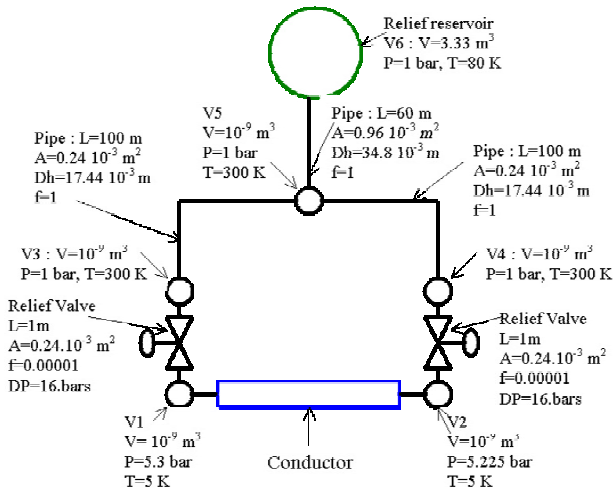 Relief reservoir
V6 : V=3.33 m³
P=1 bar, T=80 K
V5
V=10⁻⁹ m³
P=1 bar
T=300 K
Pipe : L=60 m
A=0.96 10⁻³ m²
Dh=34.8 10⁻³ m
f=1
Pipe : L=100 m
A=0.24 10⁻³ m²
Dh=17.44 10⁻³ m
f=1
Pipe : L=100 m
A=0.24 10⁻³ m²
Dh=17.44 10⁻³ m
f=1
V3 : V=10⁻⁹ m³
P=1 bar, T=300 K
V4 : V=10⁻⁹ m³
P=1 bar, T=300 K
Relief Valve
L=1m
A=0.24.10⁻³ m²
f=0.00001
DP=16.bars
Relief Valve
L=1m
A=0.24.10⁻³ m²
f=0.00001
DP=16.bars
V1
V= 10⁻⁹ m³
P=5.3 bar
T=5 K
Conductor
V2
V=10⁻⁹ m³
P=5.225 bar
T=5 K